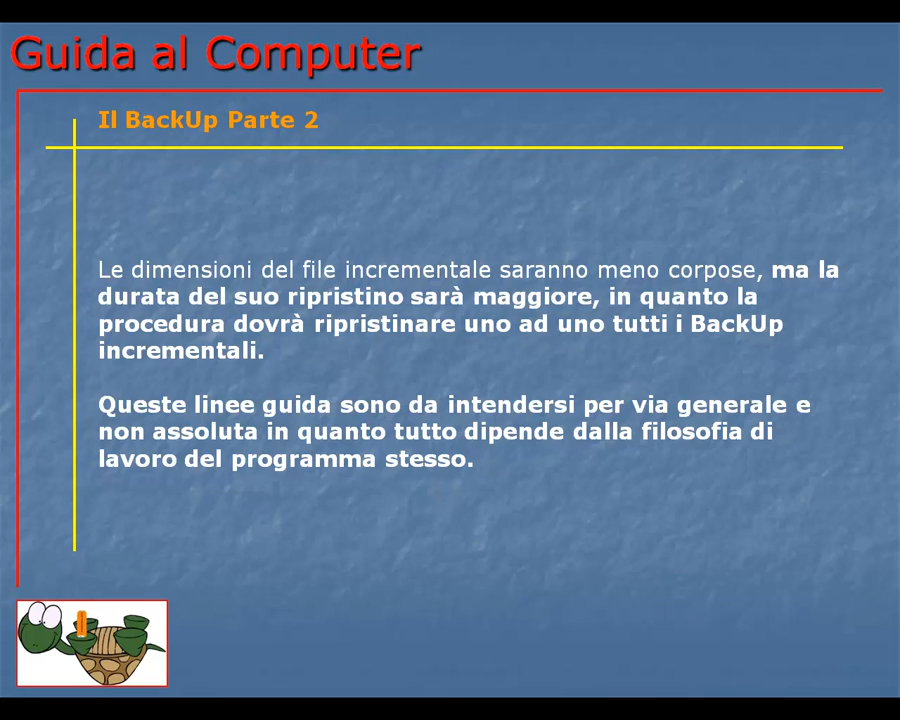 Guida al Computer
Il BackUp Parte 2
Le dimensioni del file incrementale saranno meno corpose, ma la
durata del suo ripristino sarà maggiore, in quanto la
procedura dovrà ripristinare uno ad uno tutti i BackUp
incrementali.
Queste linee guida sono da intendersi per via generale e
non assoluta in quanto tutto dipende dalla filosofia di
lavoro del programma stesso.